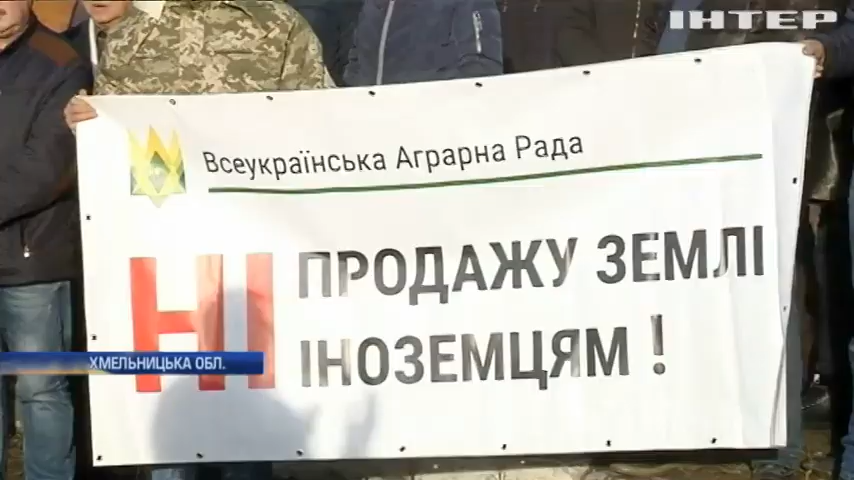 ІНТЕР
Всеукраїнська Аграрна Рада
НІ ПРОДАЖУ ЗЕМЛІ
ІНОЗЕМЦЯМ !
ХМЕЛЬНИЦЬКА ОБЛ.